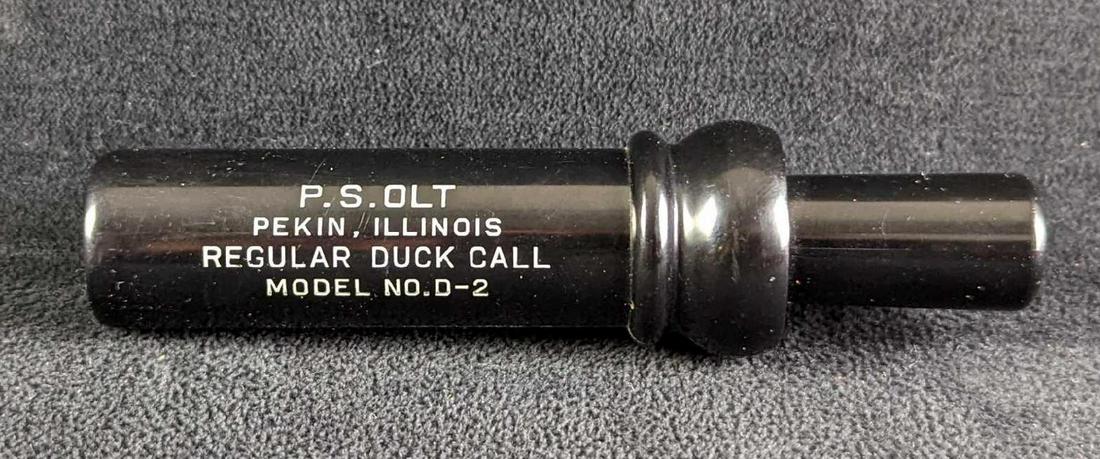 P.S.OLT
PEKIN, ILLINOIS
REGULAR DUCK CALL
MODEL NO.D-2